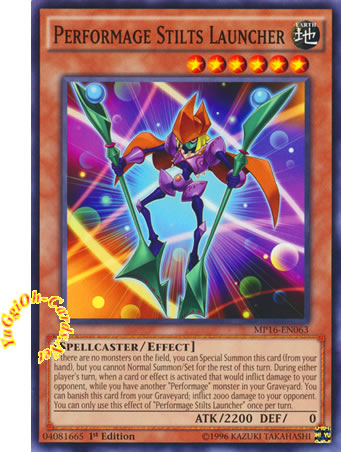 PERFORMAGE STILTS LAUNCHER
EARTH
地
MP16-EN063
[SPELLCASTER/EFFECT]
If there are no monsters on the field, you can Special Summon this card (from your
hand), but you cannot Normal Summon/Set for the rest of this turn. During either
player's turn, when a card or effect is activated that would inflict damage to your
opponent, while you have another "Performage" monster in your Graveyard: You
can banish this card from your Graveyard; inflict 2000 damage to your opponent.
You can only use this effect of "Performage Stilts Launcher" once per turn.
ATK/2200 DEF/ 0
04081665
1st Edition
©1996 KAZUKI TAKAHASHI